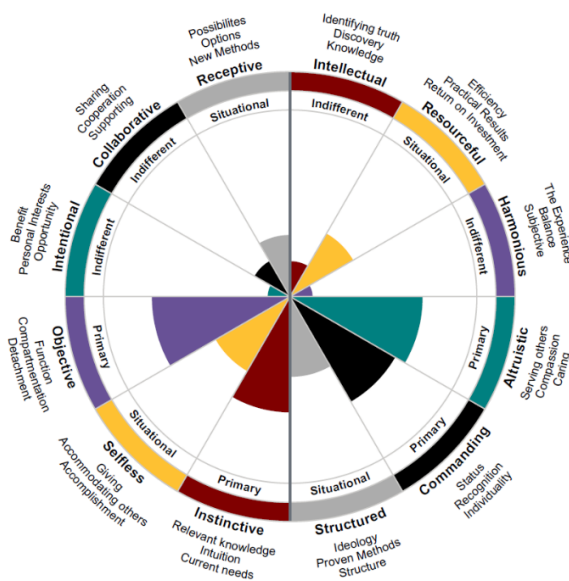 Possibilites
Options
New Methods
Receptive
Situational
Identifying truth
Discovery
Knowledge
Intellectual
Indifferent
Efficiency
Practical Results
Return on Investment
Resourceful
Situational
The Experience
Balance
Subjective
Harmonious
Indifferent
Serving others
Compassion
Caring
Altruistic
Primary
Status
Recognition
Individuality
Commanding
Primary
Situational
Structured
Ideology
Proven Methods
Structure
Primary
Instinctive
Relevant knowledge
Intuition
Current needs
Situational
Selfless
Giving
Accommodating others
Accomplishment
Primary
Objective
Function
Compartmentation
Detachment
Benefit
Personal Interests
Opportunity
Intentional
Indifferent
Sharing
Cooperation
Supporting
Collaborative
Indifferent